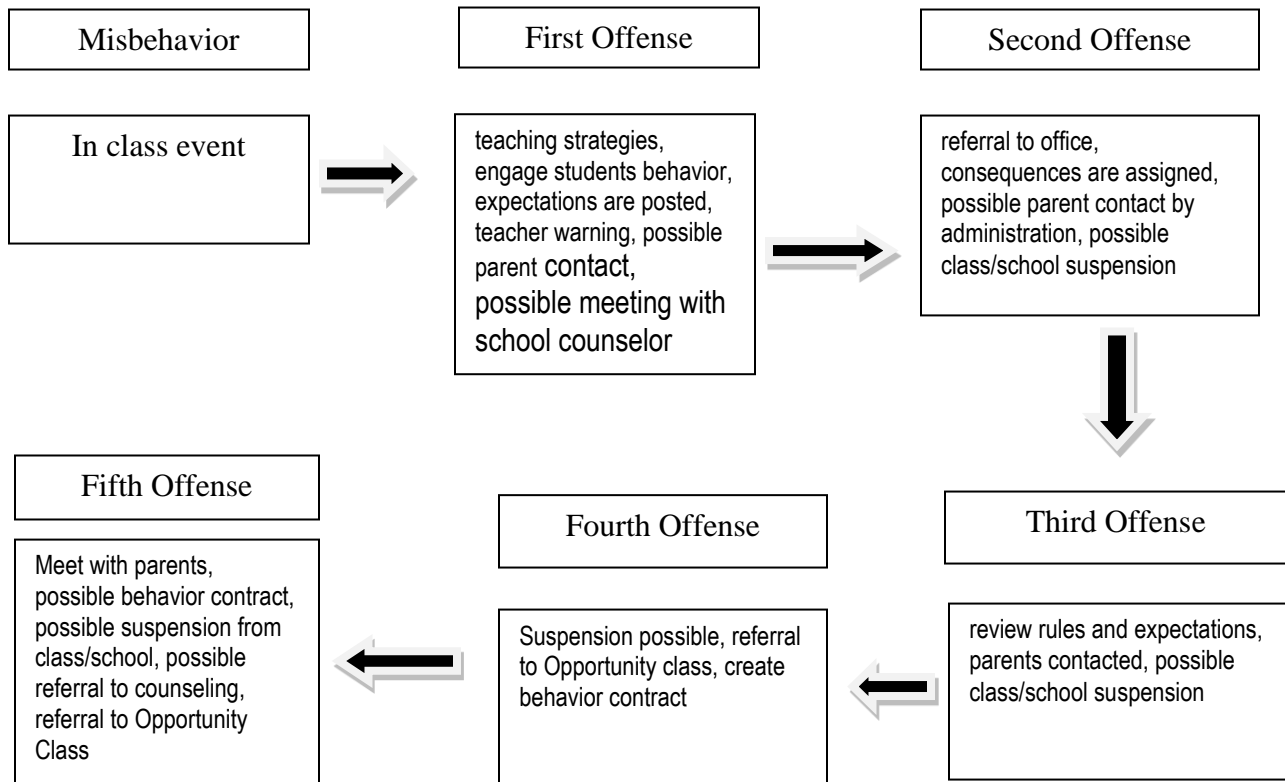 Misbehavior
In class event
First Offense
teaching strategies,
engage students behavior,
expectations are posted,
teacher warning, possible
parent contact,
possible meeting with
school counselor
Second Offense
referral to office,
consequences are assigned,
possible parent contact by
administration, possible
class/school suspension
Third Offense
review rules and expectations,
parents contacted, possible
class/school suspension
Fourth Offense
Suspension possible, referral
to Opportunity class, create
behavior contract
Fifth Offense
Meet with parents,
possible behavior contract,
possible suspension from
class/school, possible
referral to counseling,
referral to Opportunity
Class